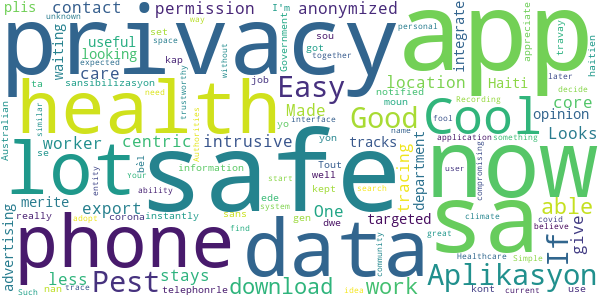 plis contact permission anonymized
unknown waiting useful looking I'm Government set space way
privacy app
sou kap got together without personal integrate appreciate travay haitien
care expected job location Haiti later decide
sansibilizasyon ta need trustworthy notified moun core
health Easy Good Cool
Australian similar worker se bèl centric Made intrusive yo Authorities interface yon tracks tracing name department Recording fool opinion Looks
application something
lot safe now
entity Your information ability Tout well kept ede start search user compromising
merite export instantly sans One targeted able
really adopt corona system gen dwe climate covid believe
advertising phone data sa If give
find community great Healthcare Simple
less stays download work Aplikasyon
Such nan trace Pest telephonrle idea kont current use